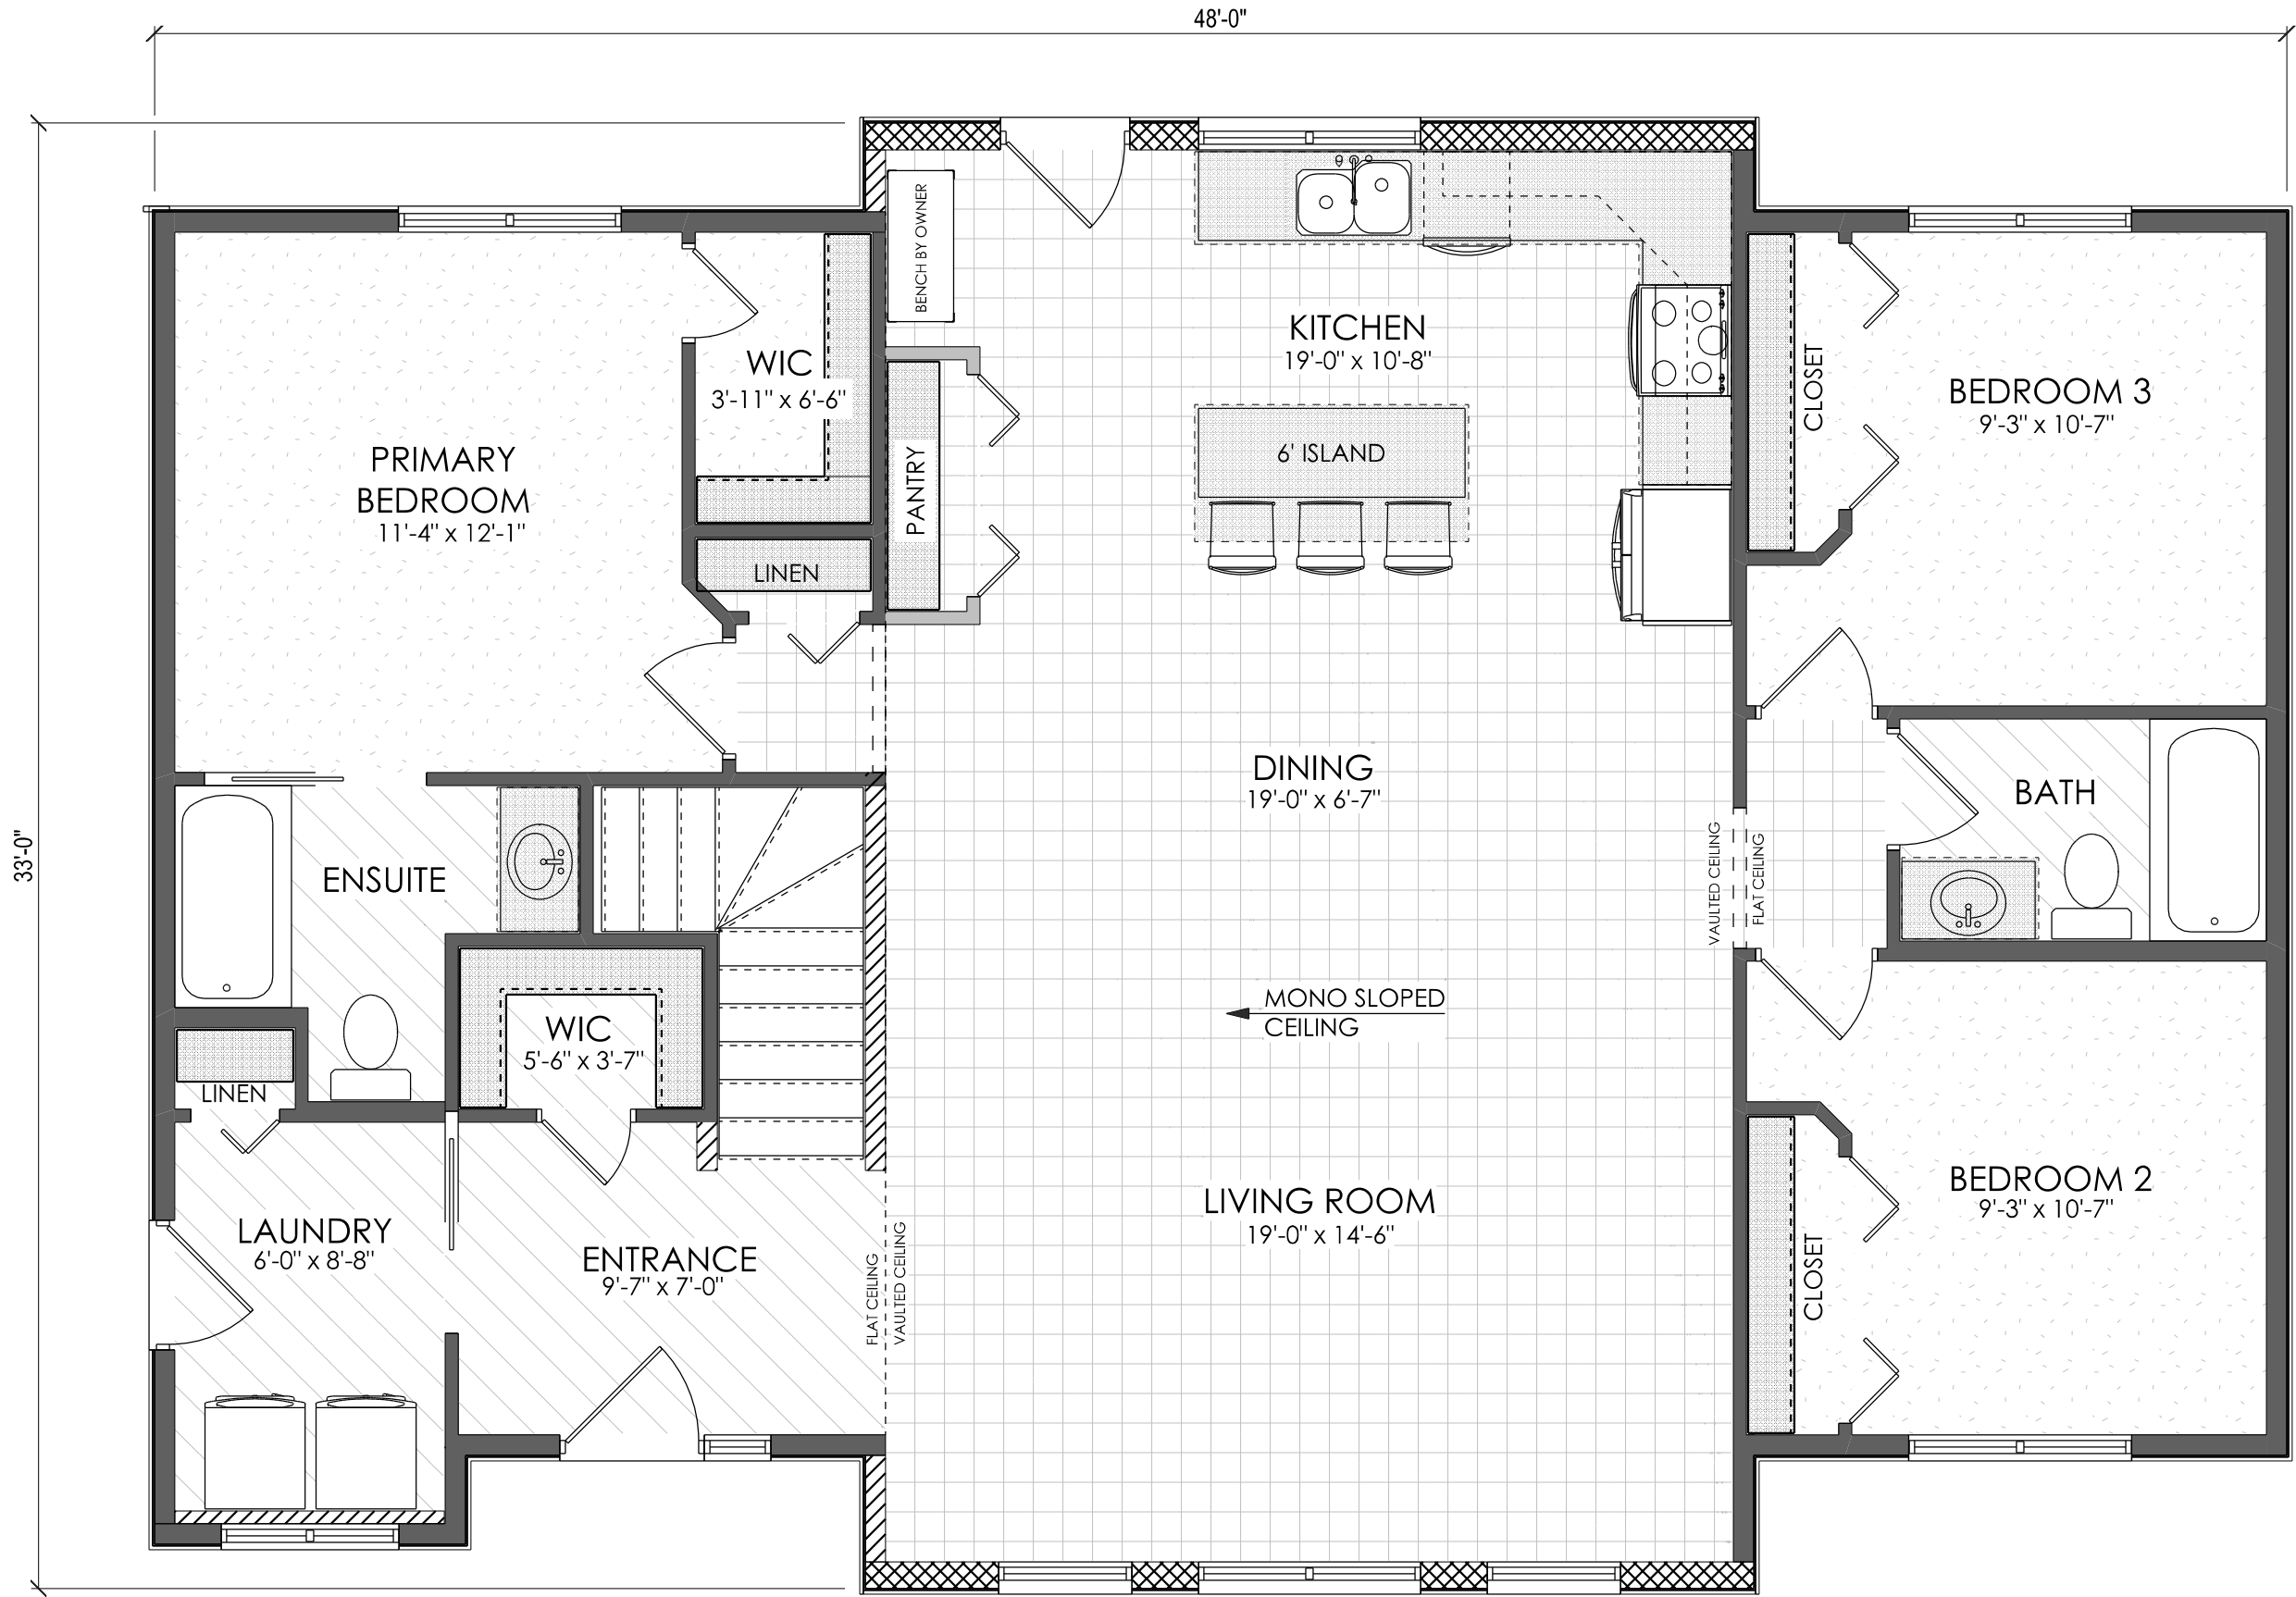 48'-0"
33'-0"
BENCH BY OWNER
KITCHEN
19'-0" x 10'-8"
WIC
3'-11" x 6'-6"
CLOSET
BEDROOM 3
9'-3" x 10'-7"
PRIMARY
BEDROOM
11'-4" x 12'-1"
6' ISLAND
PANTRY
LINEN
DINING
19'-0" x 6'-7"
BATH
VAULTED CEILING
FLAT CEILING
ENSUITE
MONO SLOPED
CEILING
WIC
5'-6" x 3'-7"
LINEN
LAUNDRY
6'-0" x 8'-8"
ENTRANCE
9'-7" x 7'-0"
FLAT CEILING
VAULTED CEILING
LIVING ROOM
19'-0" x 14'-6"
BEDROOM 2
9'-3" x 10'-7"
CLOSET